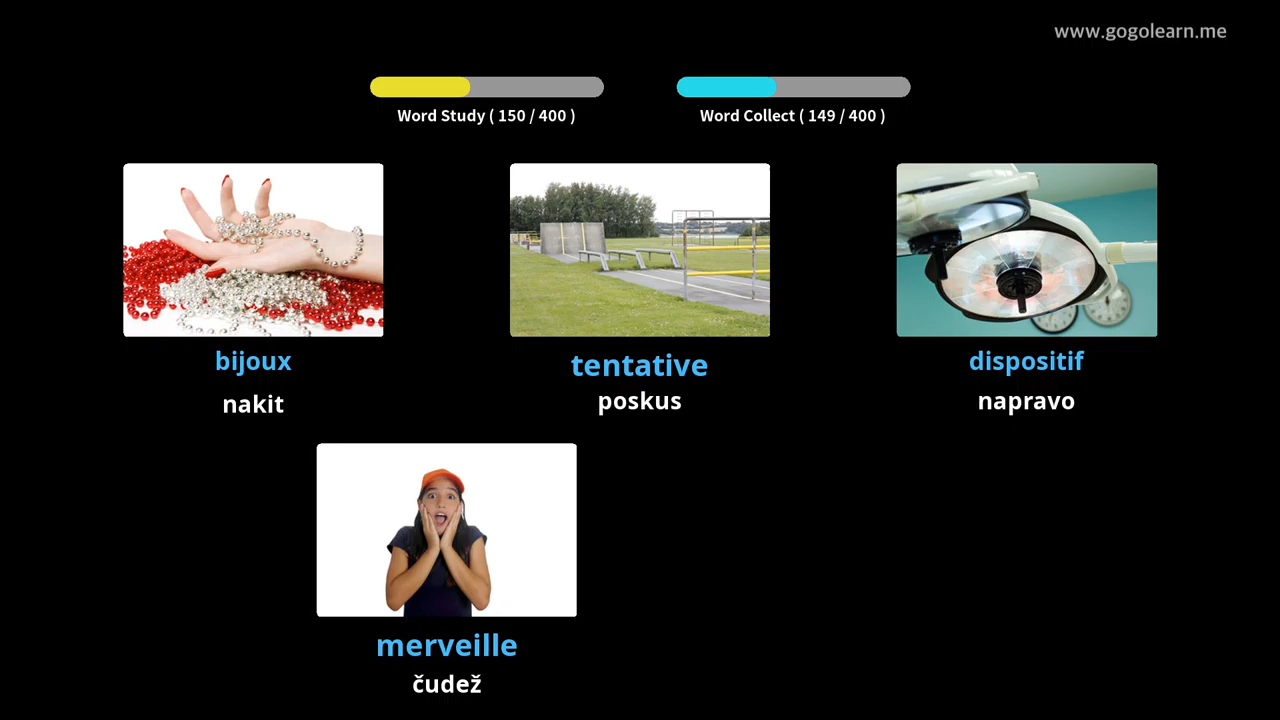 www.gogolearn.me
Word Study ( 150 / 400 )
Word Collect ( 149 / 400 )
bijoux
nakit
tentative
poskus
dispositif
napravo
merveille
čudež